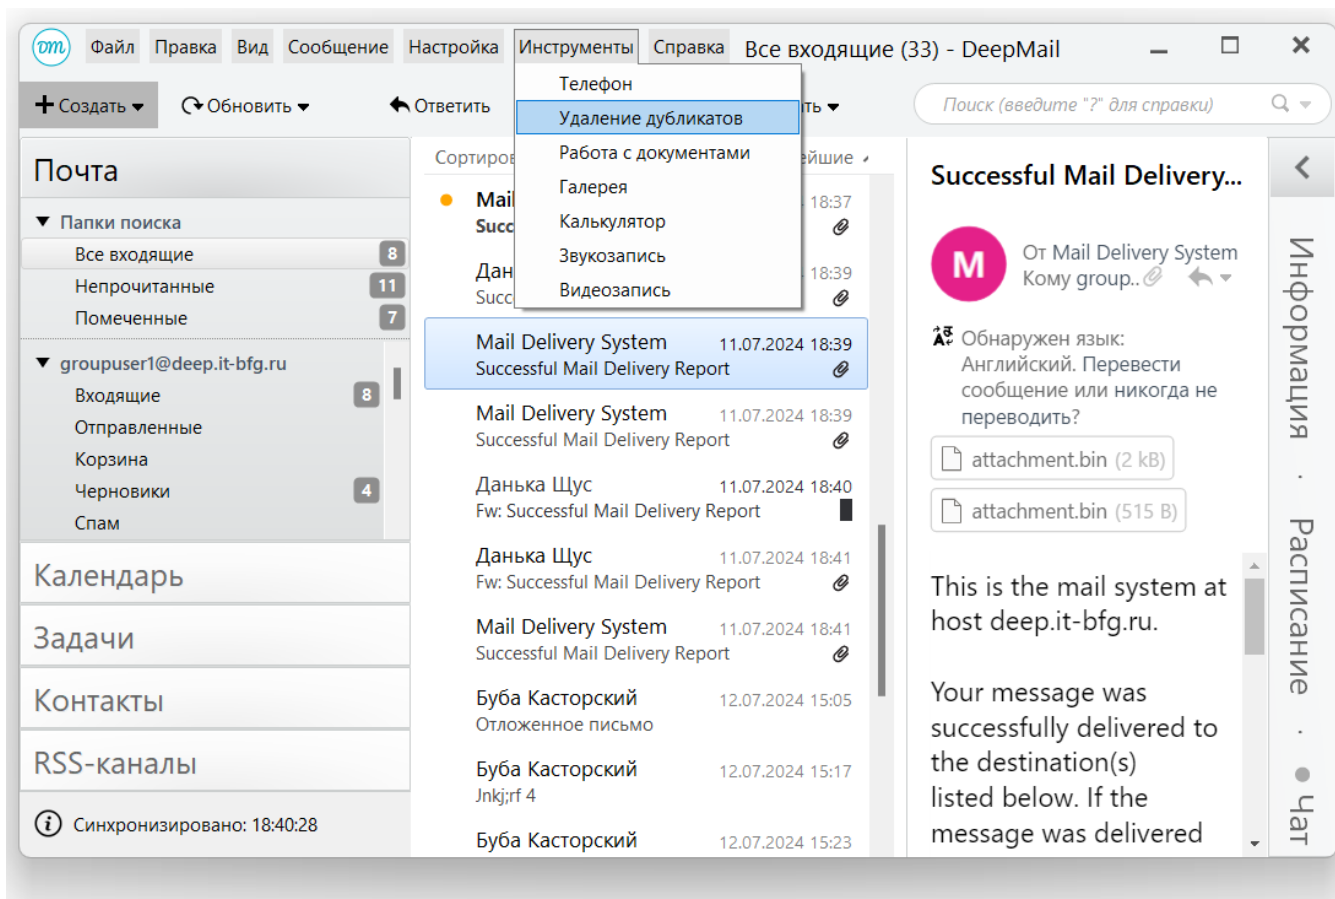 Файл Правка Вид Сообщение Настройка Инструменты Справка Все входящие (33) - DeepMail
Создать Обновить Ответить ть
Поиск (введите "?" для справки)
Телефон
Удаление дубликатов
Работа с документами
Галерея
Калькулятор
Звукозапись
Видеозапись
Почта
Папки поиска
Все входящие 8
Непрочитанные 11
Помеченные 7
groupuser1@deep.it-bfg.ru
Входящие 8
Отправленные
Корзина
Черновики 4
Спам
Календарь
Задачи
Контакты
RSS-каналы
Синхронизировано: 18:40:28
Сортиров ейшие
Mail 18:37
Succ
Дан 18:39
Succ
Mail Delivery System 11.07.2024 18:39
Successful Mail Delivery Report
Mail Delivery System 11.07.2024 18:39
Successful Mail Delivery Report
Данька Щус 11.07.2024 18:40
Fw: Successful Mail Delivery Report
Данька Щус 11.07.2024 18:41
Fw: Successful Mail Delivery Report
Mail Delivery System 11.07.2024 18:41
Successful Mail Delivery Report
Буба Касторский 12.07.2024 15:05
Отложенное письмо
Буба Касторский 12.07.2024 15:17
Jnkj;rf 4
Буба Касторский 12.07.2024 15:23
Successful Mail Delivery...
M
От Mail Delivery System
Кому group..
Обнаружен язык:
Английский. Перевести
сообщение или никогда не
переводить?
attachment.bin (2 kB)
attachment.bin (515 B)
This is the mail system at
host deep.it-bfg.ru.
Your message was
successfully delivered to
the destination(s)
listed below. If the
message was delivered
Информация · Расписание · Чат